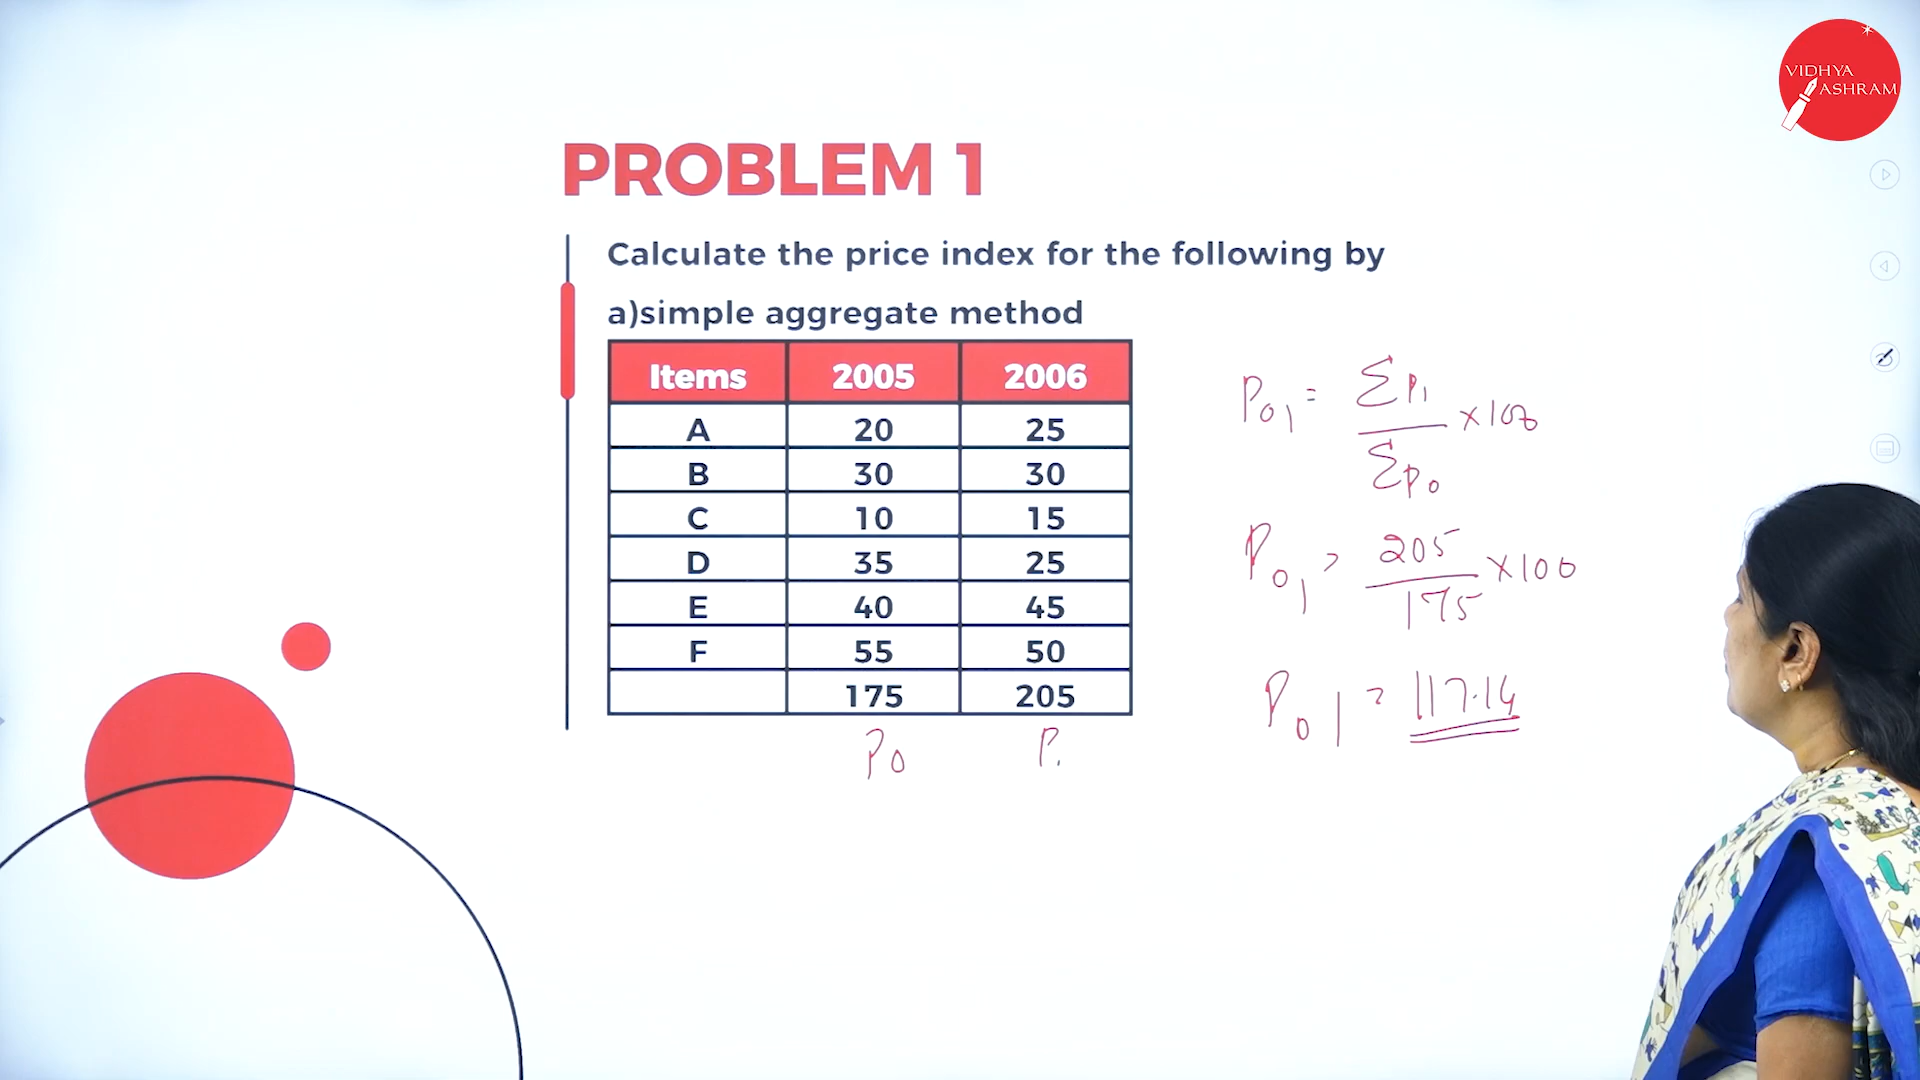 VIDHYA
ASHRAM
PROBLEM 1
Calculate the price index for the following by
a)simple aggregate method
Items 2005 2006
A 20 25
B 30 30
C 10 15
D 35 25
E 40 45
F 55 50
175 205
P0 P1
P01 = Σp1 / Σp0 ×100
P01 = 205 / 175 ×100
P01 = 117.14